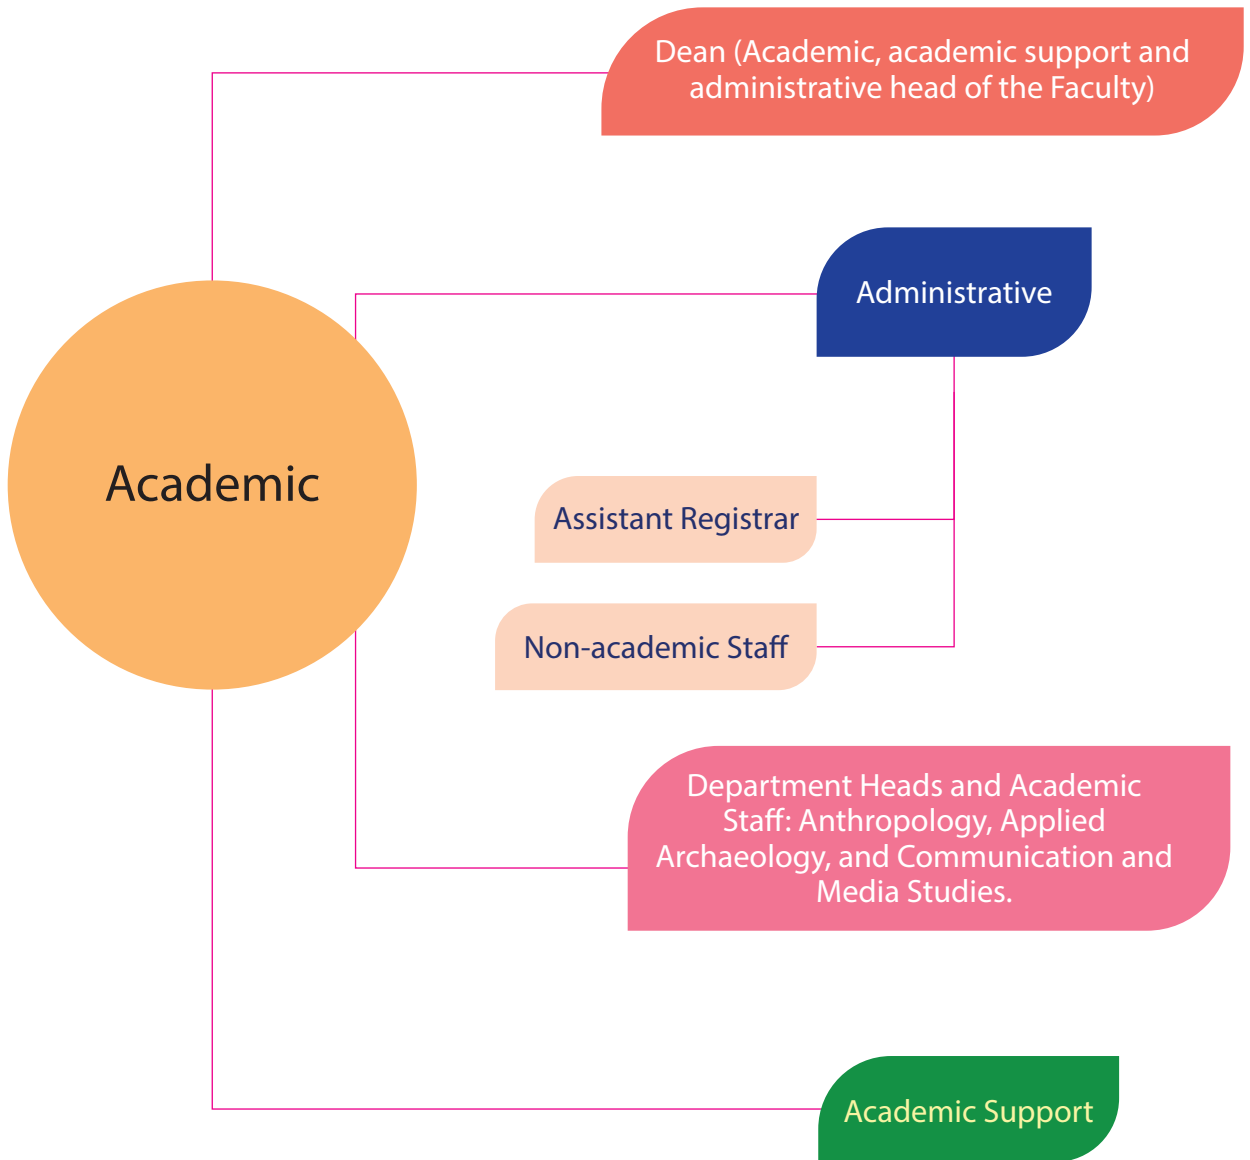 Dean (Academic, academic support and
administrative head of the Faculty)
Administrative
Academic
Assistant Registrar
Non-academic Staff
Department Heads and Academic
Staff: Anthropology, Applied
Archaeology, and Communication and
Media Studies.
Academic Support